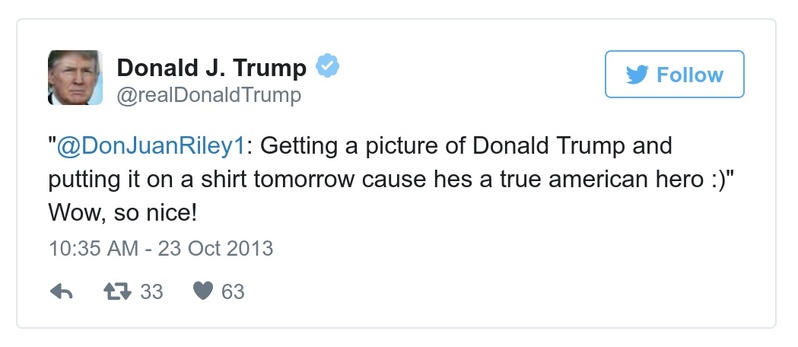 Donald J. Trump
@realDonaldTrump
Follow
"@DonJuanRiley1: Getting a picture of Donald Trump and
putting it on a shirt tomorrow cause hes a true american hero :)"
Wow, so nice!
10:35 AM - 23 Oct 2013
33 63